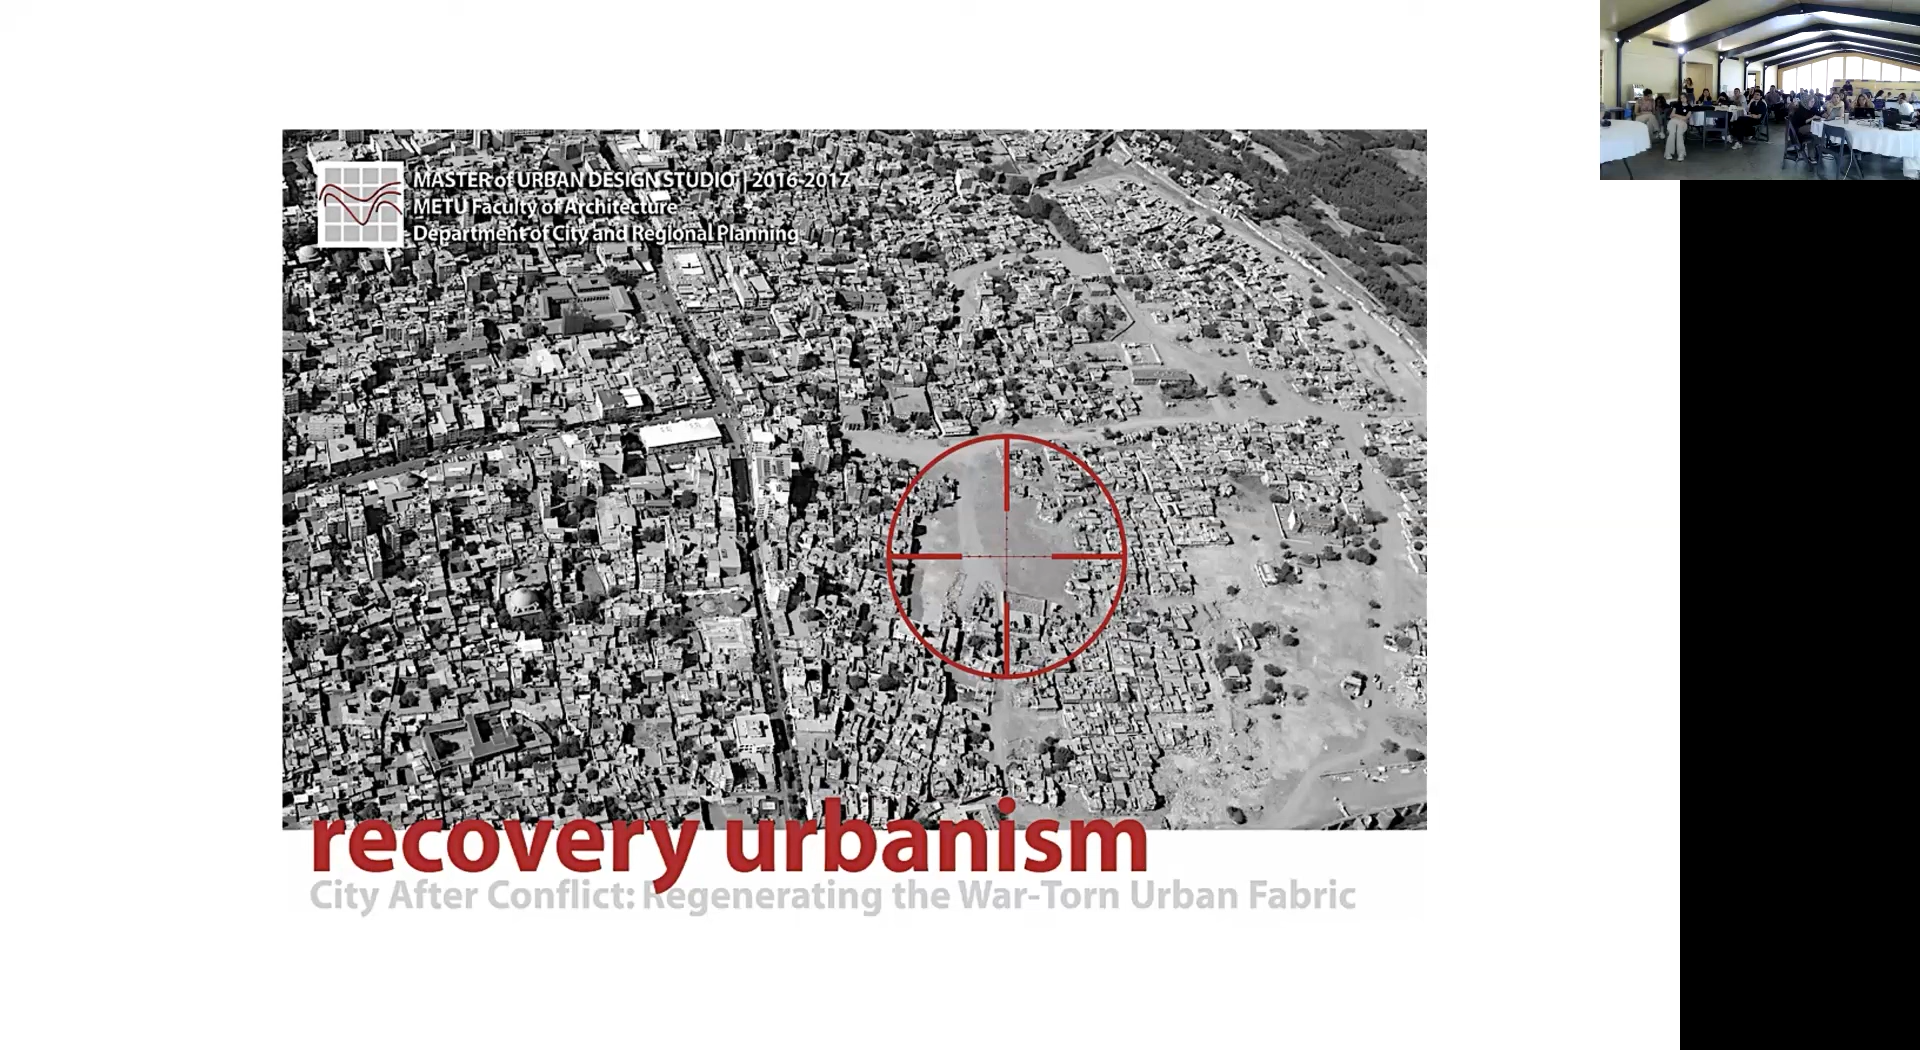 MASTER of URBAN DESIGN STUDIO | 2016-2017
METU Faculty of Architecture
Department of City and Regional Planning
recovery urbanism
City After Conflict: Regenerating the War-Torn Urban Fabric